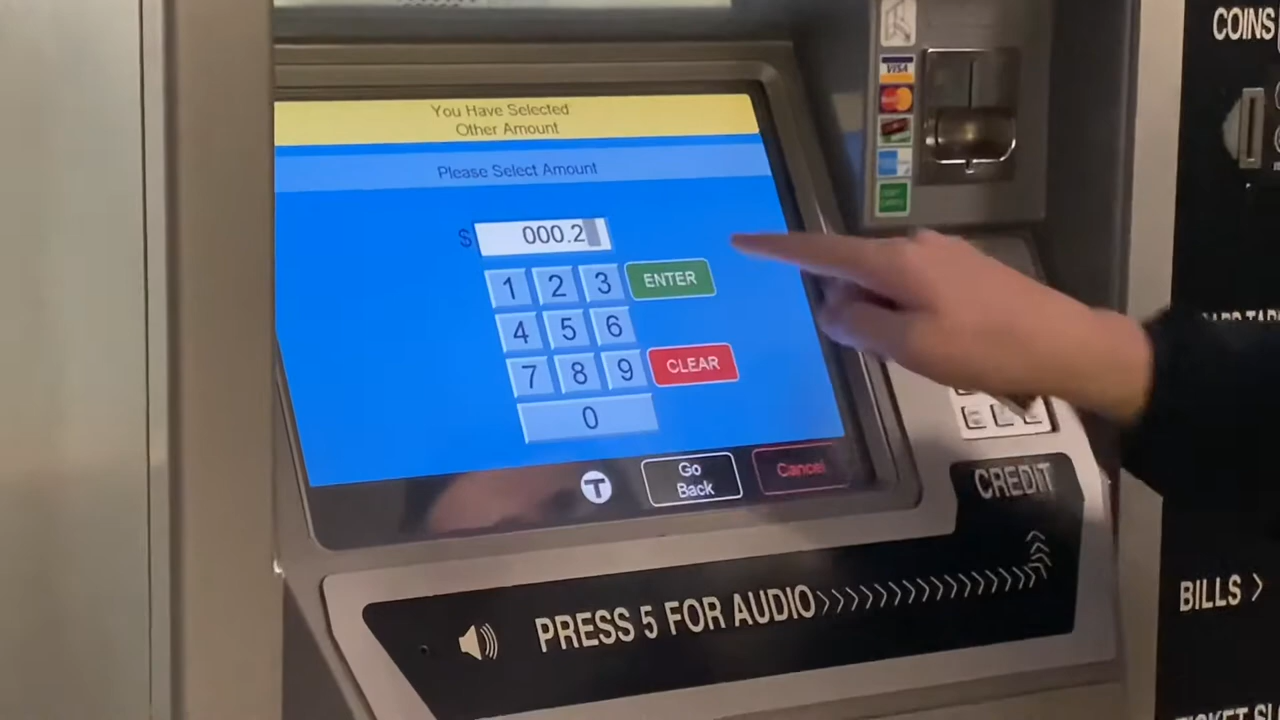 You Have Selected
Other Amount
Please Select Amount
$ 000.2
1 2 3 ENTER
4 5 6
7 8 9 CLEAR
0
T
Go
Back
Cancel
VISA
COINS
CREDIT
PRESS 5 FOR AUDIO
BILLS >